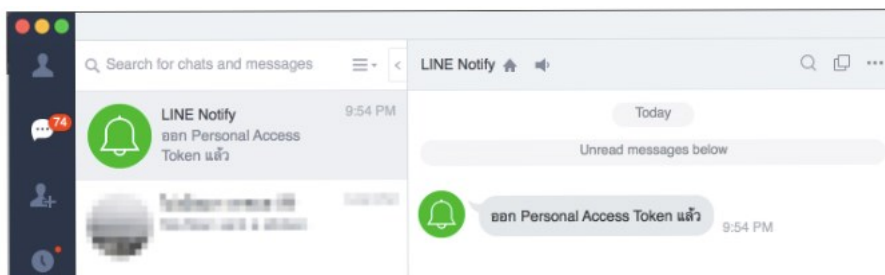 Search for chats and messages
LINE Notify
74
LINE Notify
9:54 PM
ออก Personal Access
Token แล้ว
Today
Unread messages below
ออก Personal Access Token แล้ว
9:54 PM